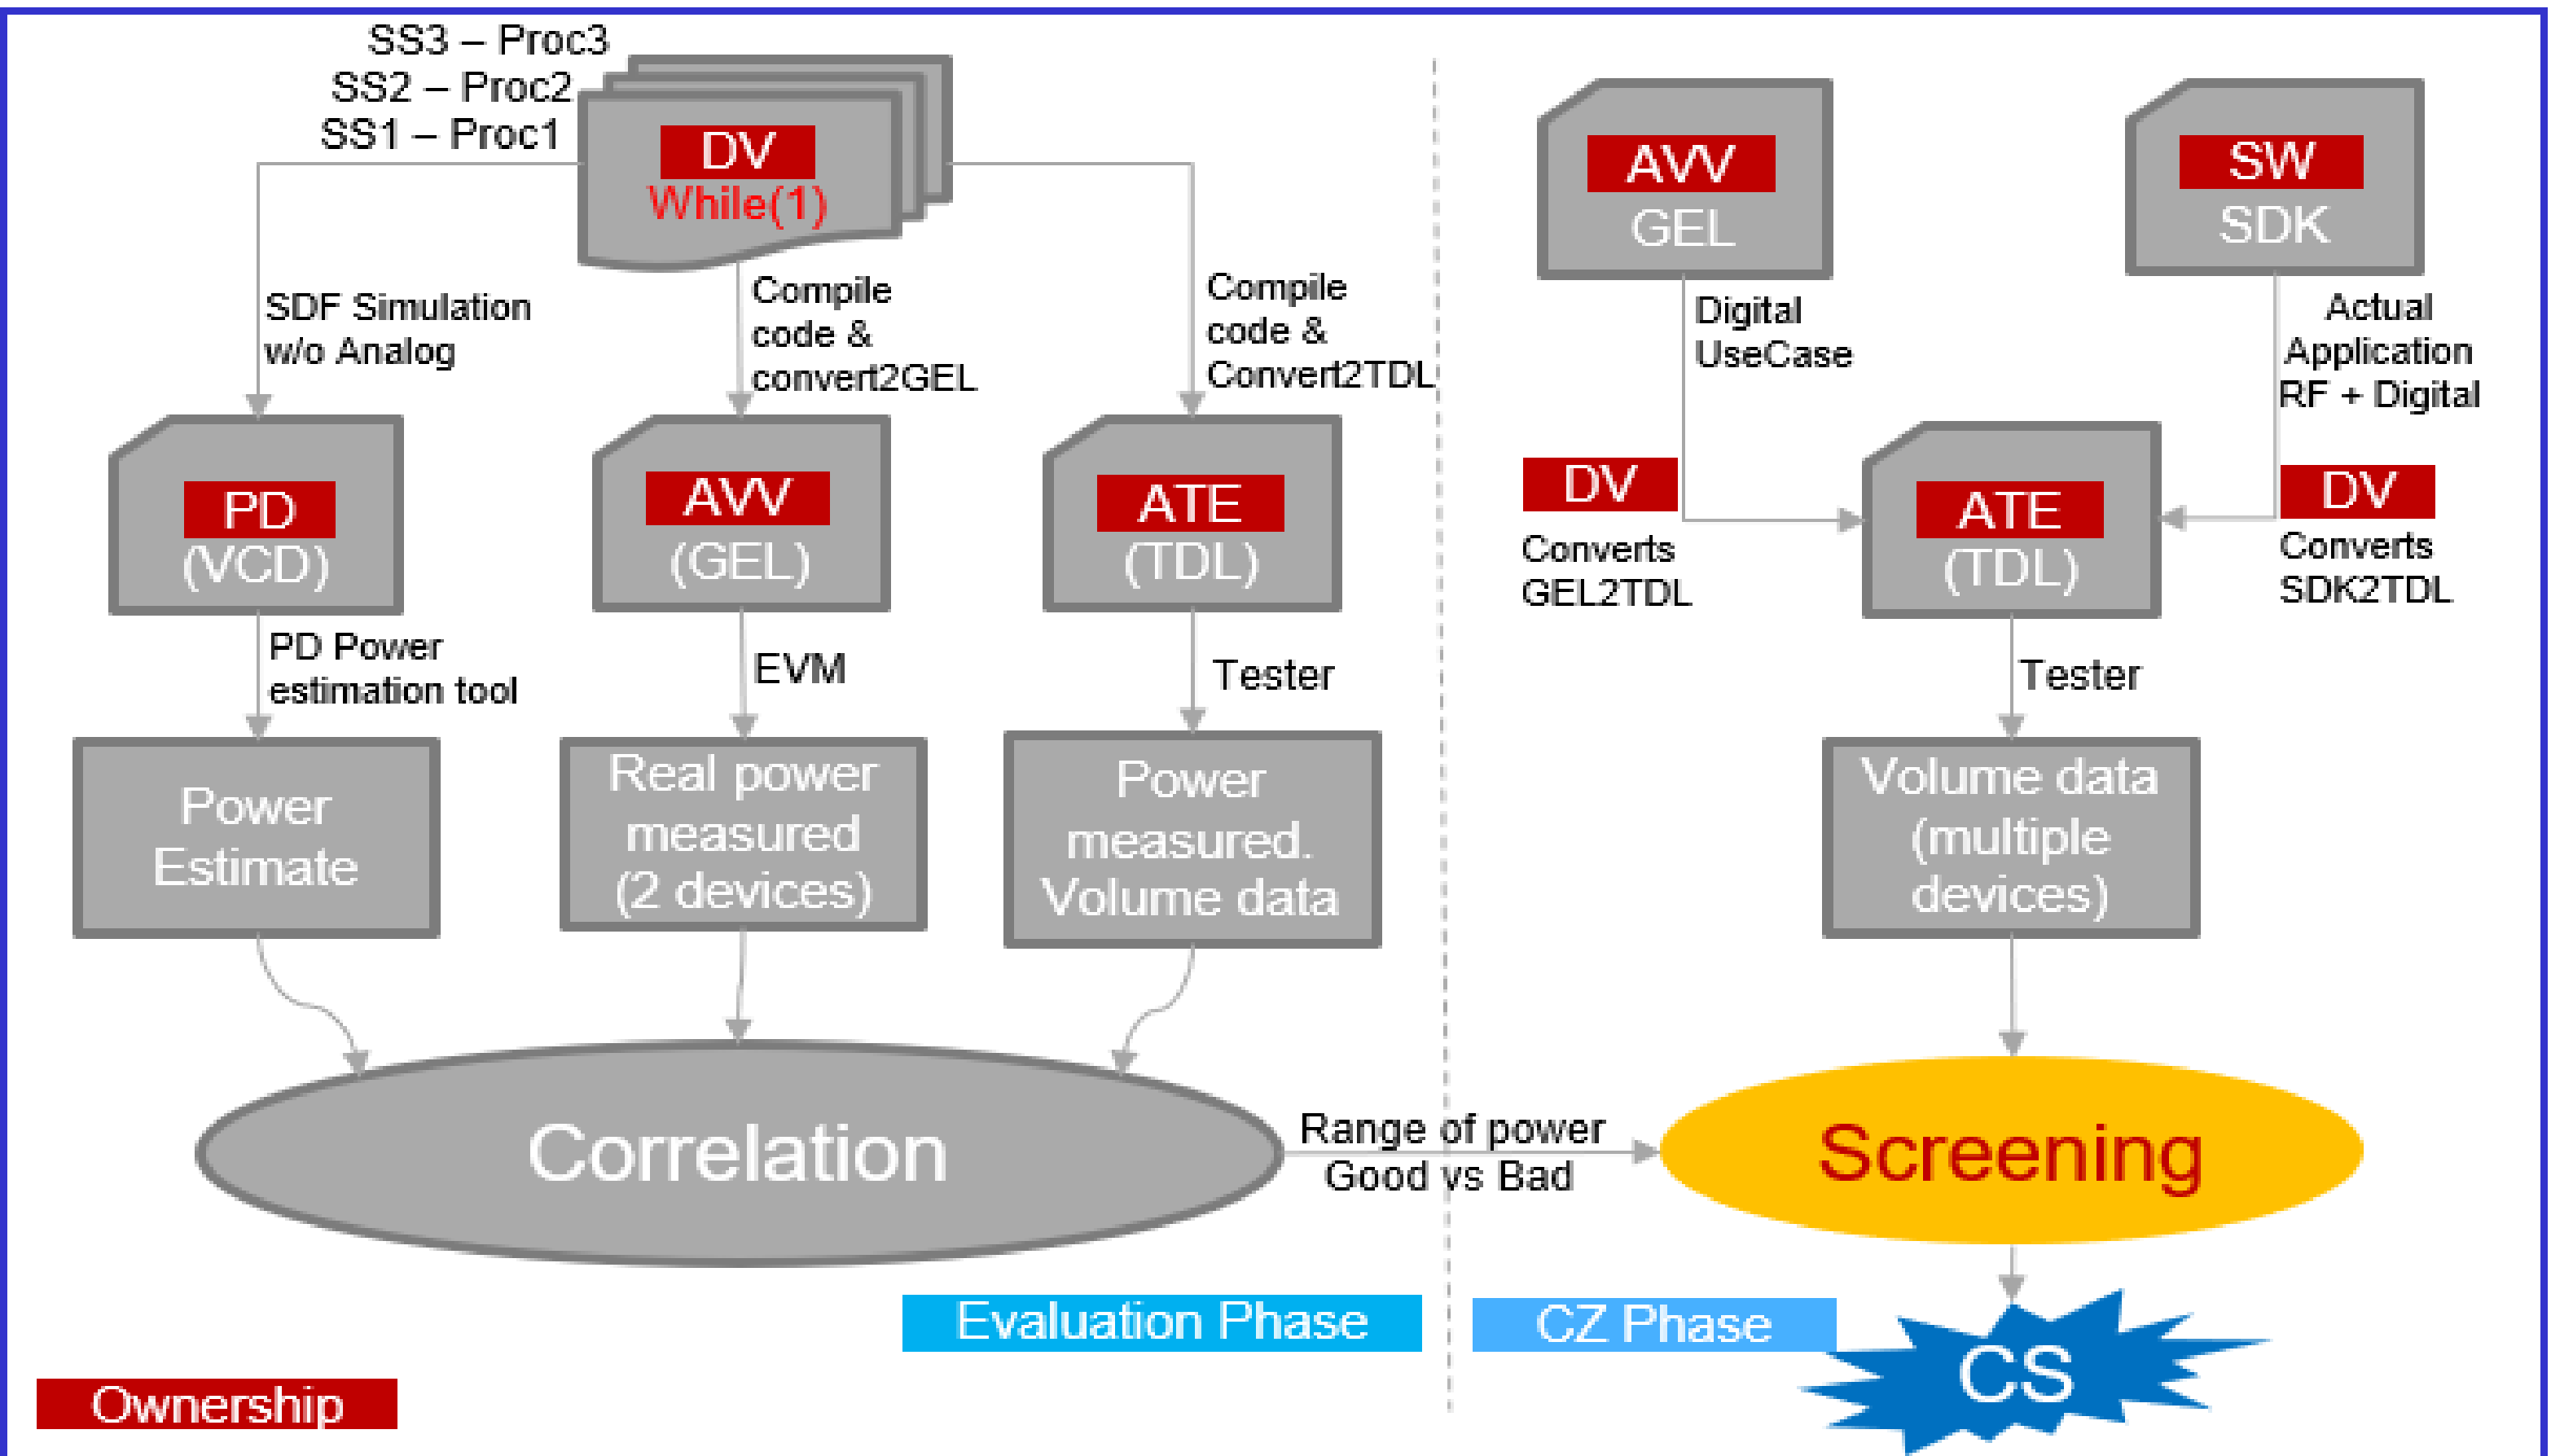 SS3 – Proc3
SS2 – Proc2
SS1 – Proc1
DV
While(1)
SDF Simulation
w/o Analog
Compile
code &
convert2GEL
Compile
code &
Convert2TDL
PD
(VCD)
AVV
(GEL)
ATE
(TDL)
PD Power
estimation tool
EVM
Tester
Power
Estimate
Real power
measured
(2 devices)
Power
measured.
Volume data
Correlation
Range of power
Good vs Bad
Evaluation Phase
Ownership
AVV
GEL
SW
SDK
Digital
UseCase
Actual
Application
RF + Digital
DV
Converts
GEL2TDL
ATE
(TDL)
DV
Converts
SDK2TDL
Tester
Volume data
(multiple
devices)
Screening
CZ Phase
CS